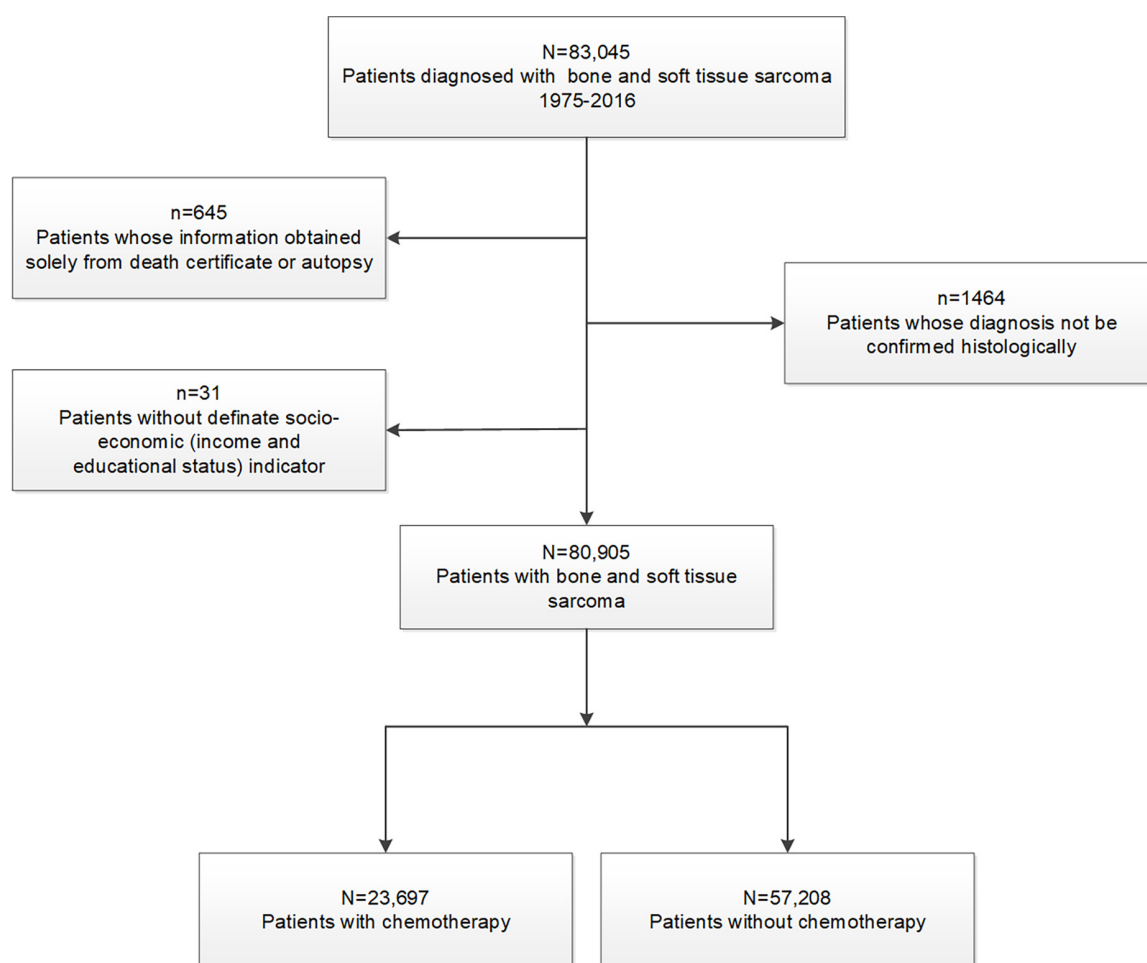 N=83,045
Patients diagnosed with bone and soft tissue sarcoma
1975-2016
n=645
Patients whose information obtained
solely from death certificate or autopsy
n=1464
Patients whose diagnosis not be
confirmed histologically
n=31
Patients without definate socio-
economic (income and
educational status) indicator
N=80,905
Patients with bone and soft tissue
sarcoma
N=23,697
Patients with chemotherapy
N=57,208
Patients without chemotherapy